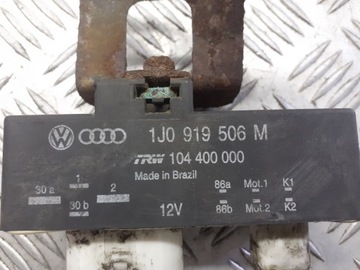 1J0 919 506 M
TRW 104 400 000
Made in Brazil
1
30 a 2 86a Mot.1 K1
30 b 12V 86b Mot.2 K2